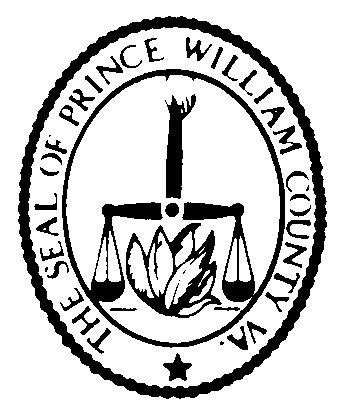 THE SEAL OF PRINCE WILLIAM COUNTY VA.